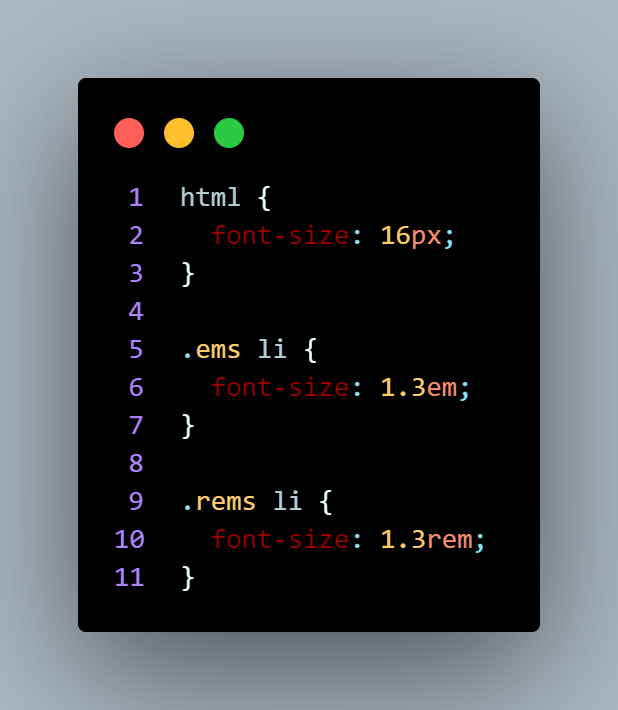 1 html {
2   font-size: 16px;
3 }
4
5 .ems li {
6   font-size: 1.3em;
7 }
8
9 .rems li {
10   font-size: 1.3rem;
11 }